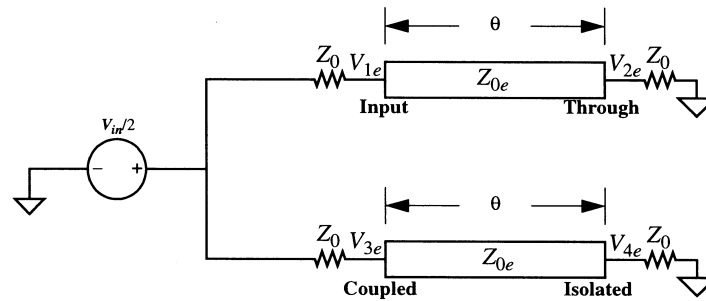 θ
Z0 V1e Z0e V2e Z0
Input Through
Vin/2
− +
θ
Z0 V3e Z0e V4e Z0
Coupled Isolated